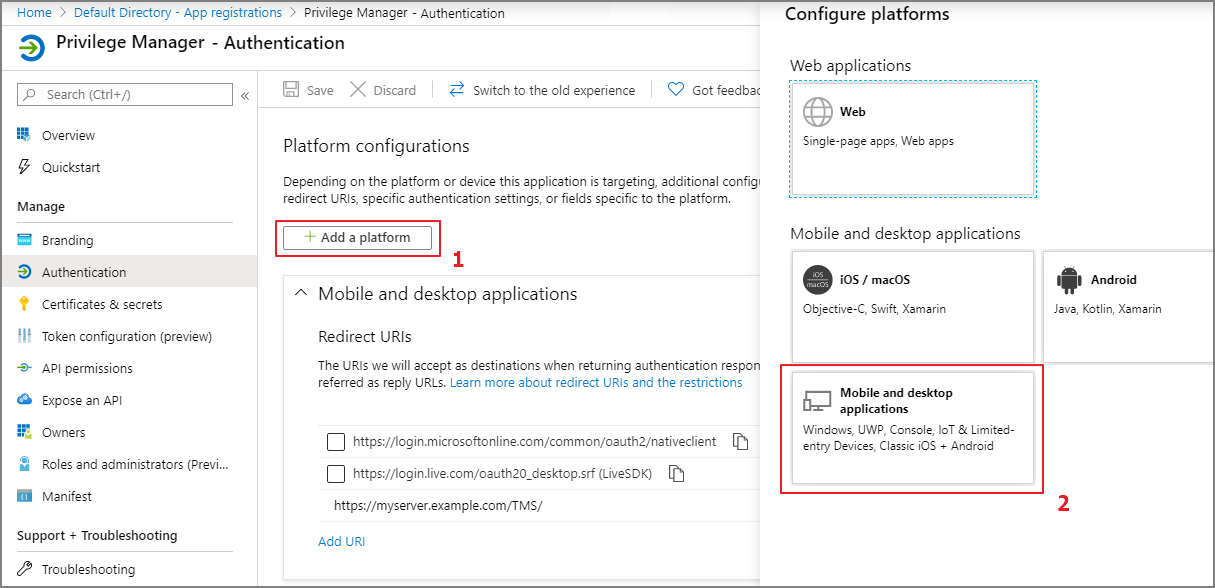 Home > Default Directory - App registrations > Privilege Manager - Authentication
Privilege Manager - Authentication
Search (Ctrl+/)
«
Overview
Quickstart
Manage
Branding
Authentication
Certificates & secrets
Token configuration (preview)
API permissions
Expose an API
Owners
Roles and administrators (Previ...
Manifest
Support + Troubleshooting
Troubleshooting
Save
Discard
Switch to the old experience
Got feedbac
Platform configurations
Depending on the platform or device this application is targeting, additional configu
redirect URIs, specific authentication settings, or fields specific to the platform.
+ Add a platform
1
Mobile and desktop applications
Redirect URIs
The URIs we will accept as destinations when returning authentication respon
referred as reply URLs. Learn more about redirect URIs and the restrictions
https://login.microsoftonline.com/common/oauth2/nativeclient
https://login.live.com/oauth20_desktop.srf (LiveSDK)
https://myserver.example.com/TMS/
Add URI
Configure platforms
Web applications
Web
Single-page apps, Web apps
Mobile and desktop applications
iOS
macOS
iOS / macOS
Objective-C, Swift, Xamarin
Android
Java, Kotlin, Xamarin
Mobile and desktop
applications
Windows, UWP, Console, IoT & Limited-
entry Devices, Classic iOS + Android
2